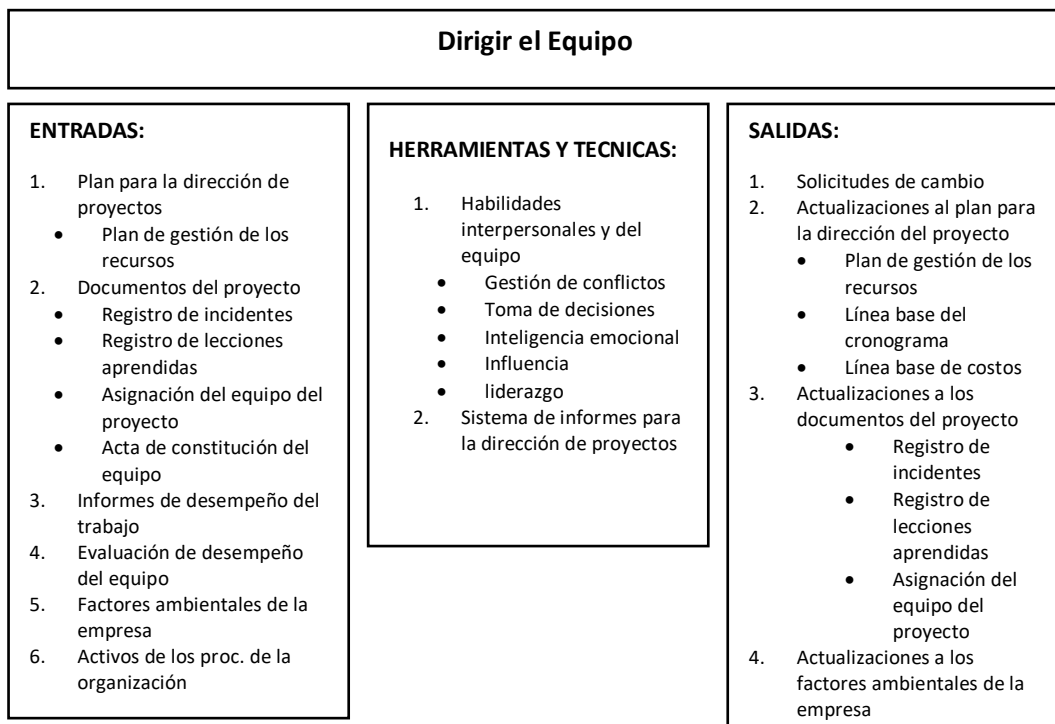 Dirigir el Equipo
ENTRADAS:
1. Plan para la dirección de
proyectos
• Plan de gestión de los
recursos
2. Documentos del proyecto
• Registro de incidentes
• Registro de lecciones
aprendidas
• Asignación del equipo del
proyecto
• Acta de constitución del
equipo
3. Informes de desempeño del
trabajo
4. Evaluación de desempeño
del equipo
5. Factores ambientales de la
empresa
6. Activos de los proc. de la
organización
HERRAMIENTAS Y TECNICAS:
1. Habilidades
interpersonales y del
equipo
• Gestión de conflictos
• Toma de decisiones
• Inteligencia emocional
• Influencia
• liderazgo
2. Sistema de informes para
la dirección de proyectos
SALIDAS:
1. Solicitudes de cambio
2. Actualizaciones al plan para
la dirección del proyecto
• Plan de gestión de los
recursos
• Línea base del
cronograma
• Línea base de costos
3. Actualizaciones a los
documentos del proyecto
• Registro de
incidentes
• Registro de
lecciones
aprendidas
• Asignación del
equipo del
proyecto
4. Actualizaciones a los
factores ambientales de la
empresa